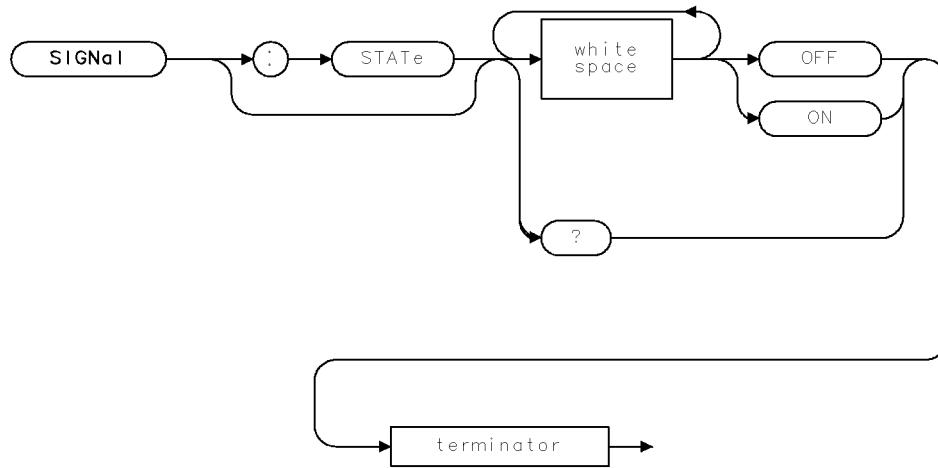 SIGNal
:
STATe
white
space
OFF
ON
?
terminator